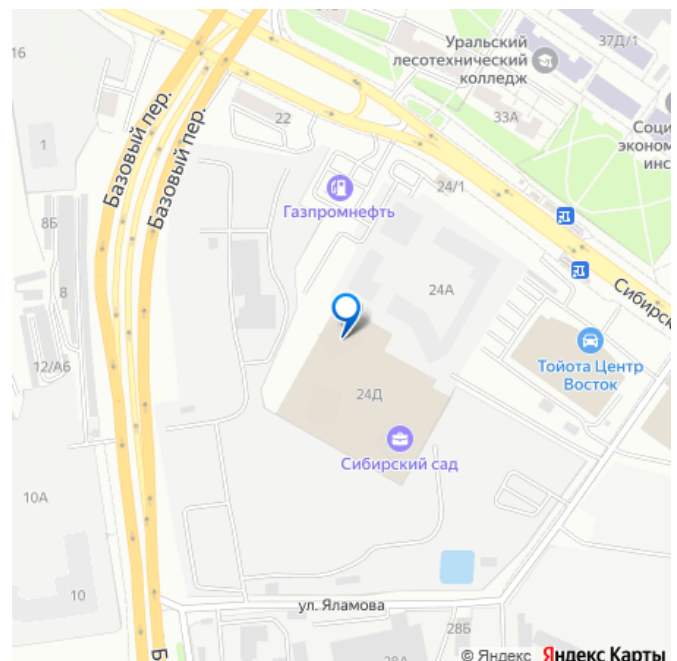 16
Уральский
лесотехнический
колледж
37Д/1
Базовый пер.
Базовый пер.
22
33А
Соци
эконом
инс
1
Газпромнефть
24/1
8Б
8
24А
Сибирск
12/А6
Тойота Центр
Восток
24Д
Сибирский сад
10А
10
ул. Яламова
28Б
28А
Б
© Яндекс Яндекс Карты